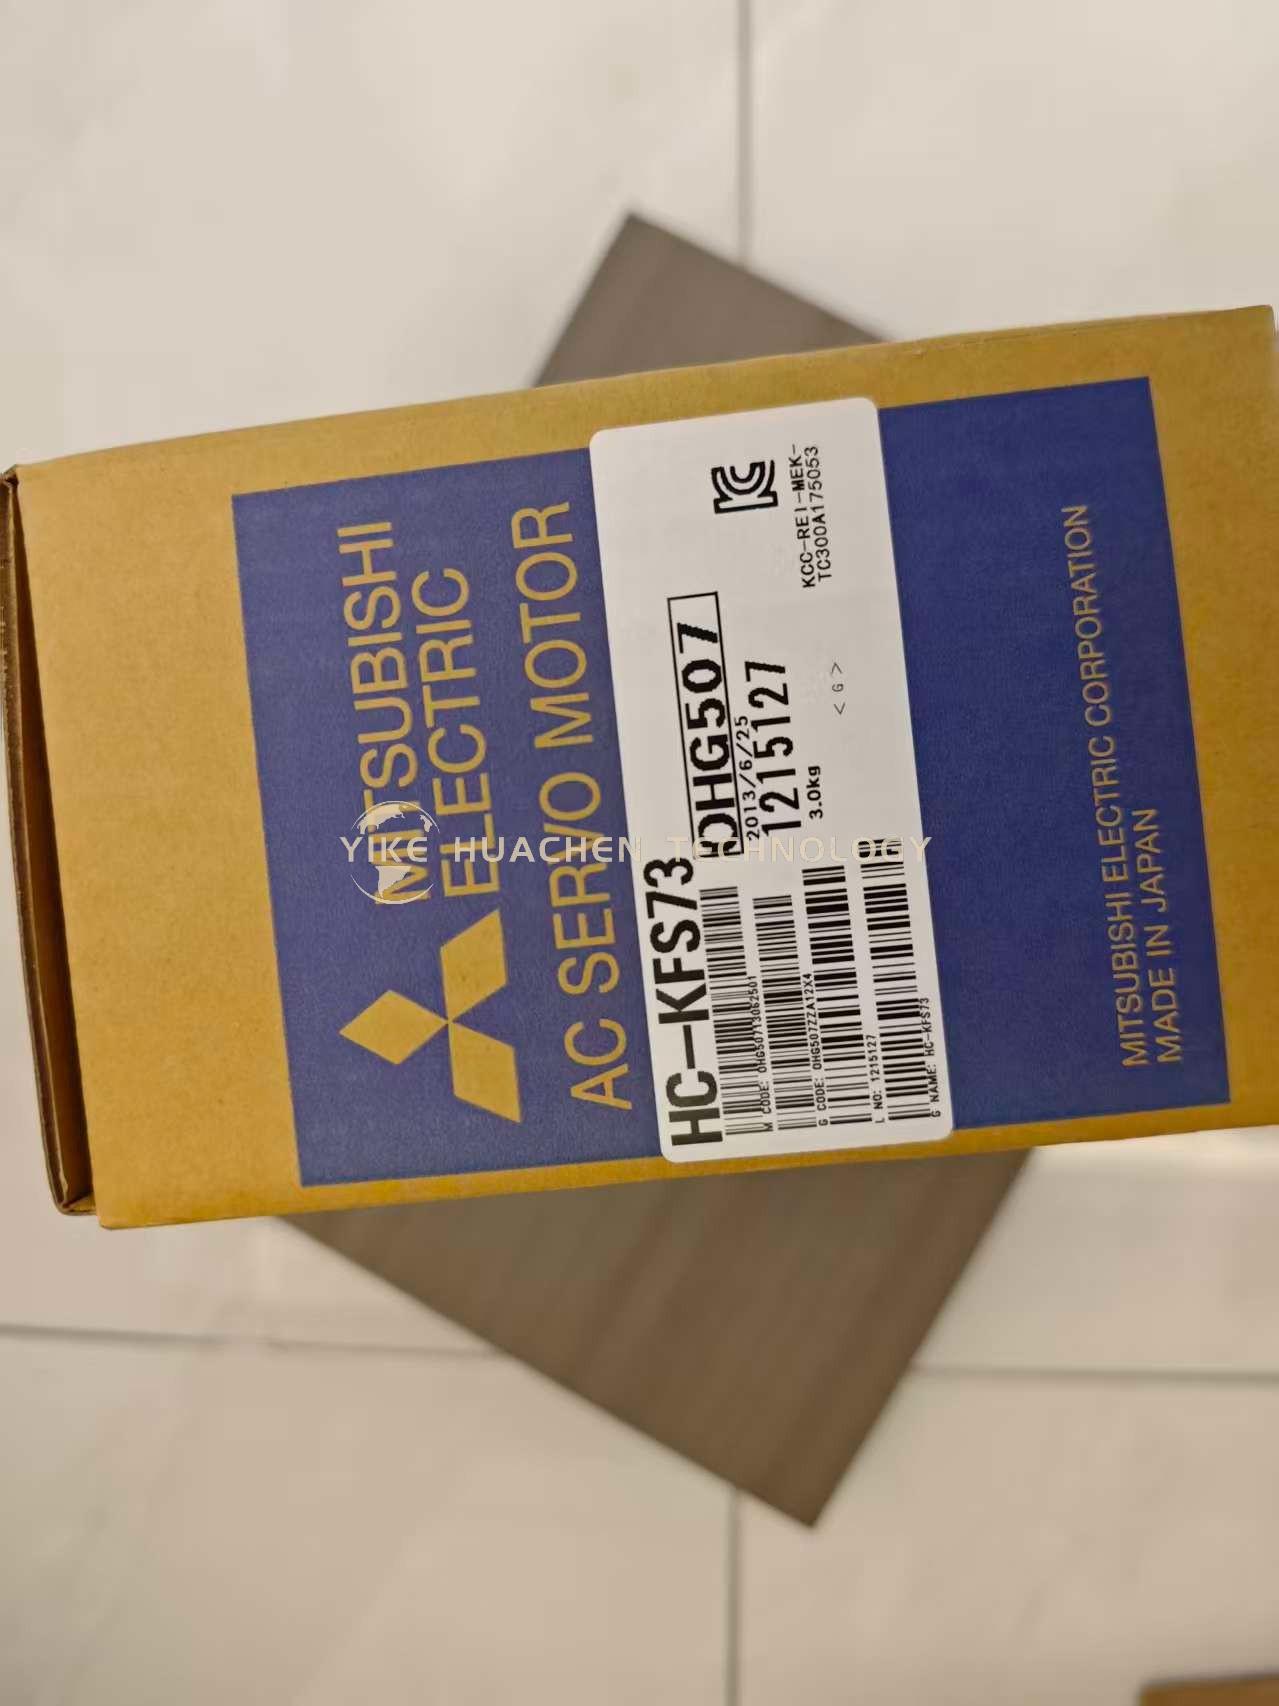 MITSUBISHI
ELECTRIC
AC SERVO MOTOR
HC-KFS73
0HG507
2013/6/25
1215127
3.0kg
<G>
KCC-REI-MEK-
TC300A175053
M CODE: 0HG50713062501
G CODE: 0HG507ZZA12X4
L NO: 1215127
G NAME: HC-KFS73
MITSUBISHI ELECTRIC CORPORATION
MADE IN JAPAN
YIKE HUACHEN TECHNOLOGY